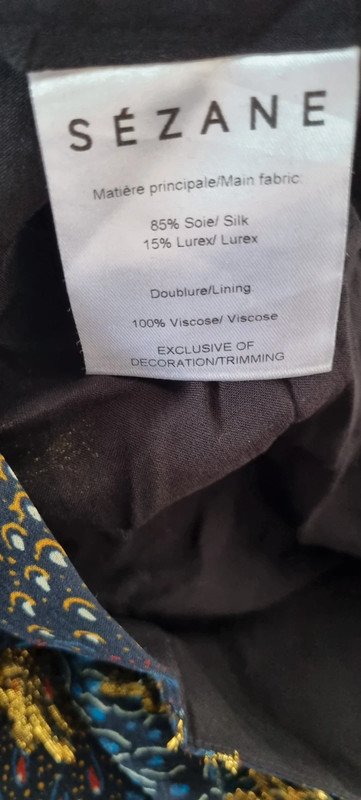 SÉZANE
Matière principale/Main fabric
85% Soie/ Silk
15% Lurex/ Lurex
Doublure/Lining
100% Viscose/ Viscose
EXCLUSIVE OF
DECORATION/TRIMMING